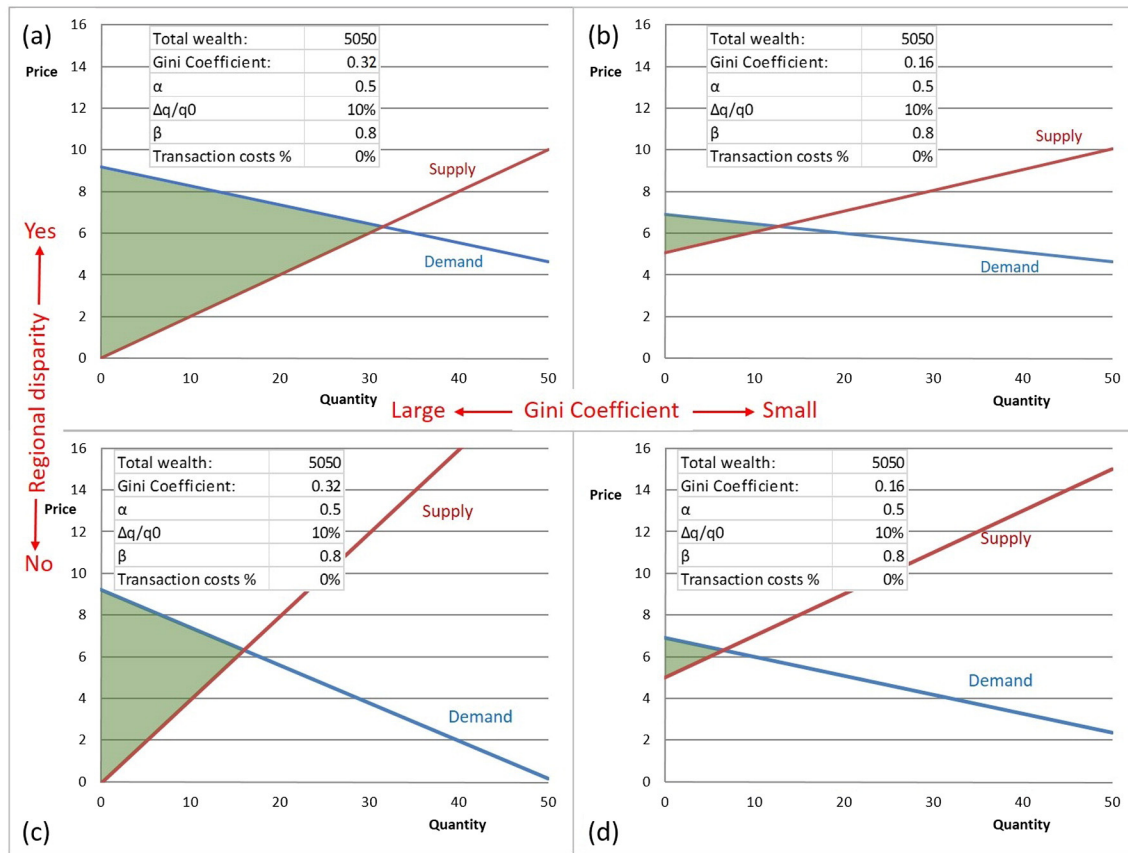 (a)
Price
16
14
12
10
8
6
4
2
0
Total wealth: 5050
Gini Coefficient: 0.32
α 0.5
Δq/q0 10%
β 0.8
Transaction costs % 0%
Supply
Demand
0 10 20 30 40 50
Quantity
(b)
Price
16
14
12
10
8
6
4
2
0
Total wealth: 5050
Gini Coefficient: 0.16
α 0.5
Δq/q0 10%
β 0.8
Transaction costs % 0%
Supply
Demand
0 10 20 30 40 50
Quantity
Yes
Regional disparity
No
Large Gini Coefficient Small
Price
16
14
12
10
8
6
4
2
0
Total wealth: 5050
Gini Coefficient: 0.32
α 0.5
Δq/q0 10%
β 0.8
Transaction costs % 0%
Supply
Demand
0 10 20 30 40 50
Quantity
(c)
Price
16
14
12
10
8
6
4
2
0
Total wealth: 5050
Gini Coefficient: 0.16
α 0.5
Δq/q0 10%
β 0.8
Transaction costs % 0%
Supply
Demand
0 10 20 30 40 50
Quantity
(d)